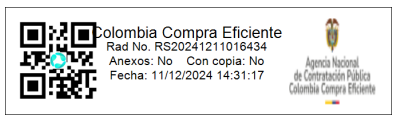 Colombia Compra Eficiente
Rad No. RS20241211016434
Anexos: No Con copia: No
Fecha: 11/12/2024 14:31:17
Agencia Nacional
de Contratación Pública
Colombia Compra Eficiente